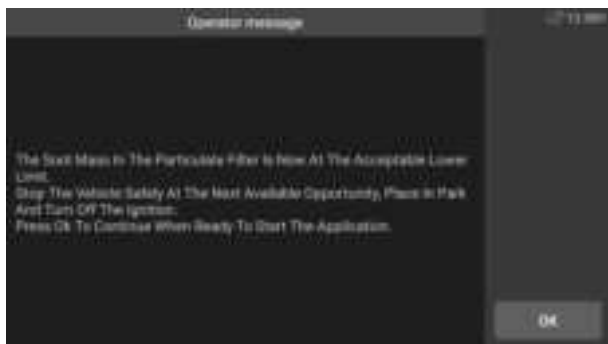 Operator message
The Soot Mass In The Particulate Filter Is Now At The Acceptable Lower
Limit.
Stop The Vehicle Safely At The Next Available Opportunity, Place In Park
And Turn Off The Ignition.
Press Ok To Continue When Ready To Start The Application.
OK